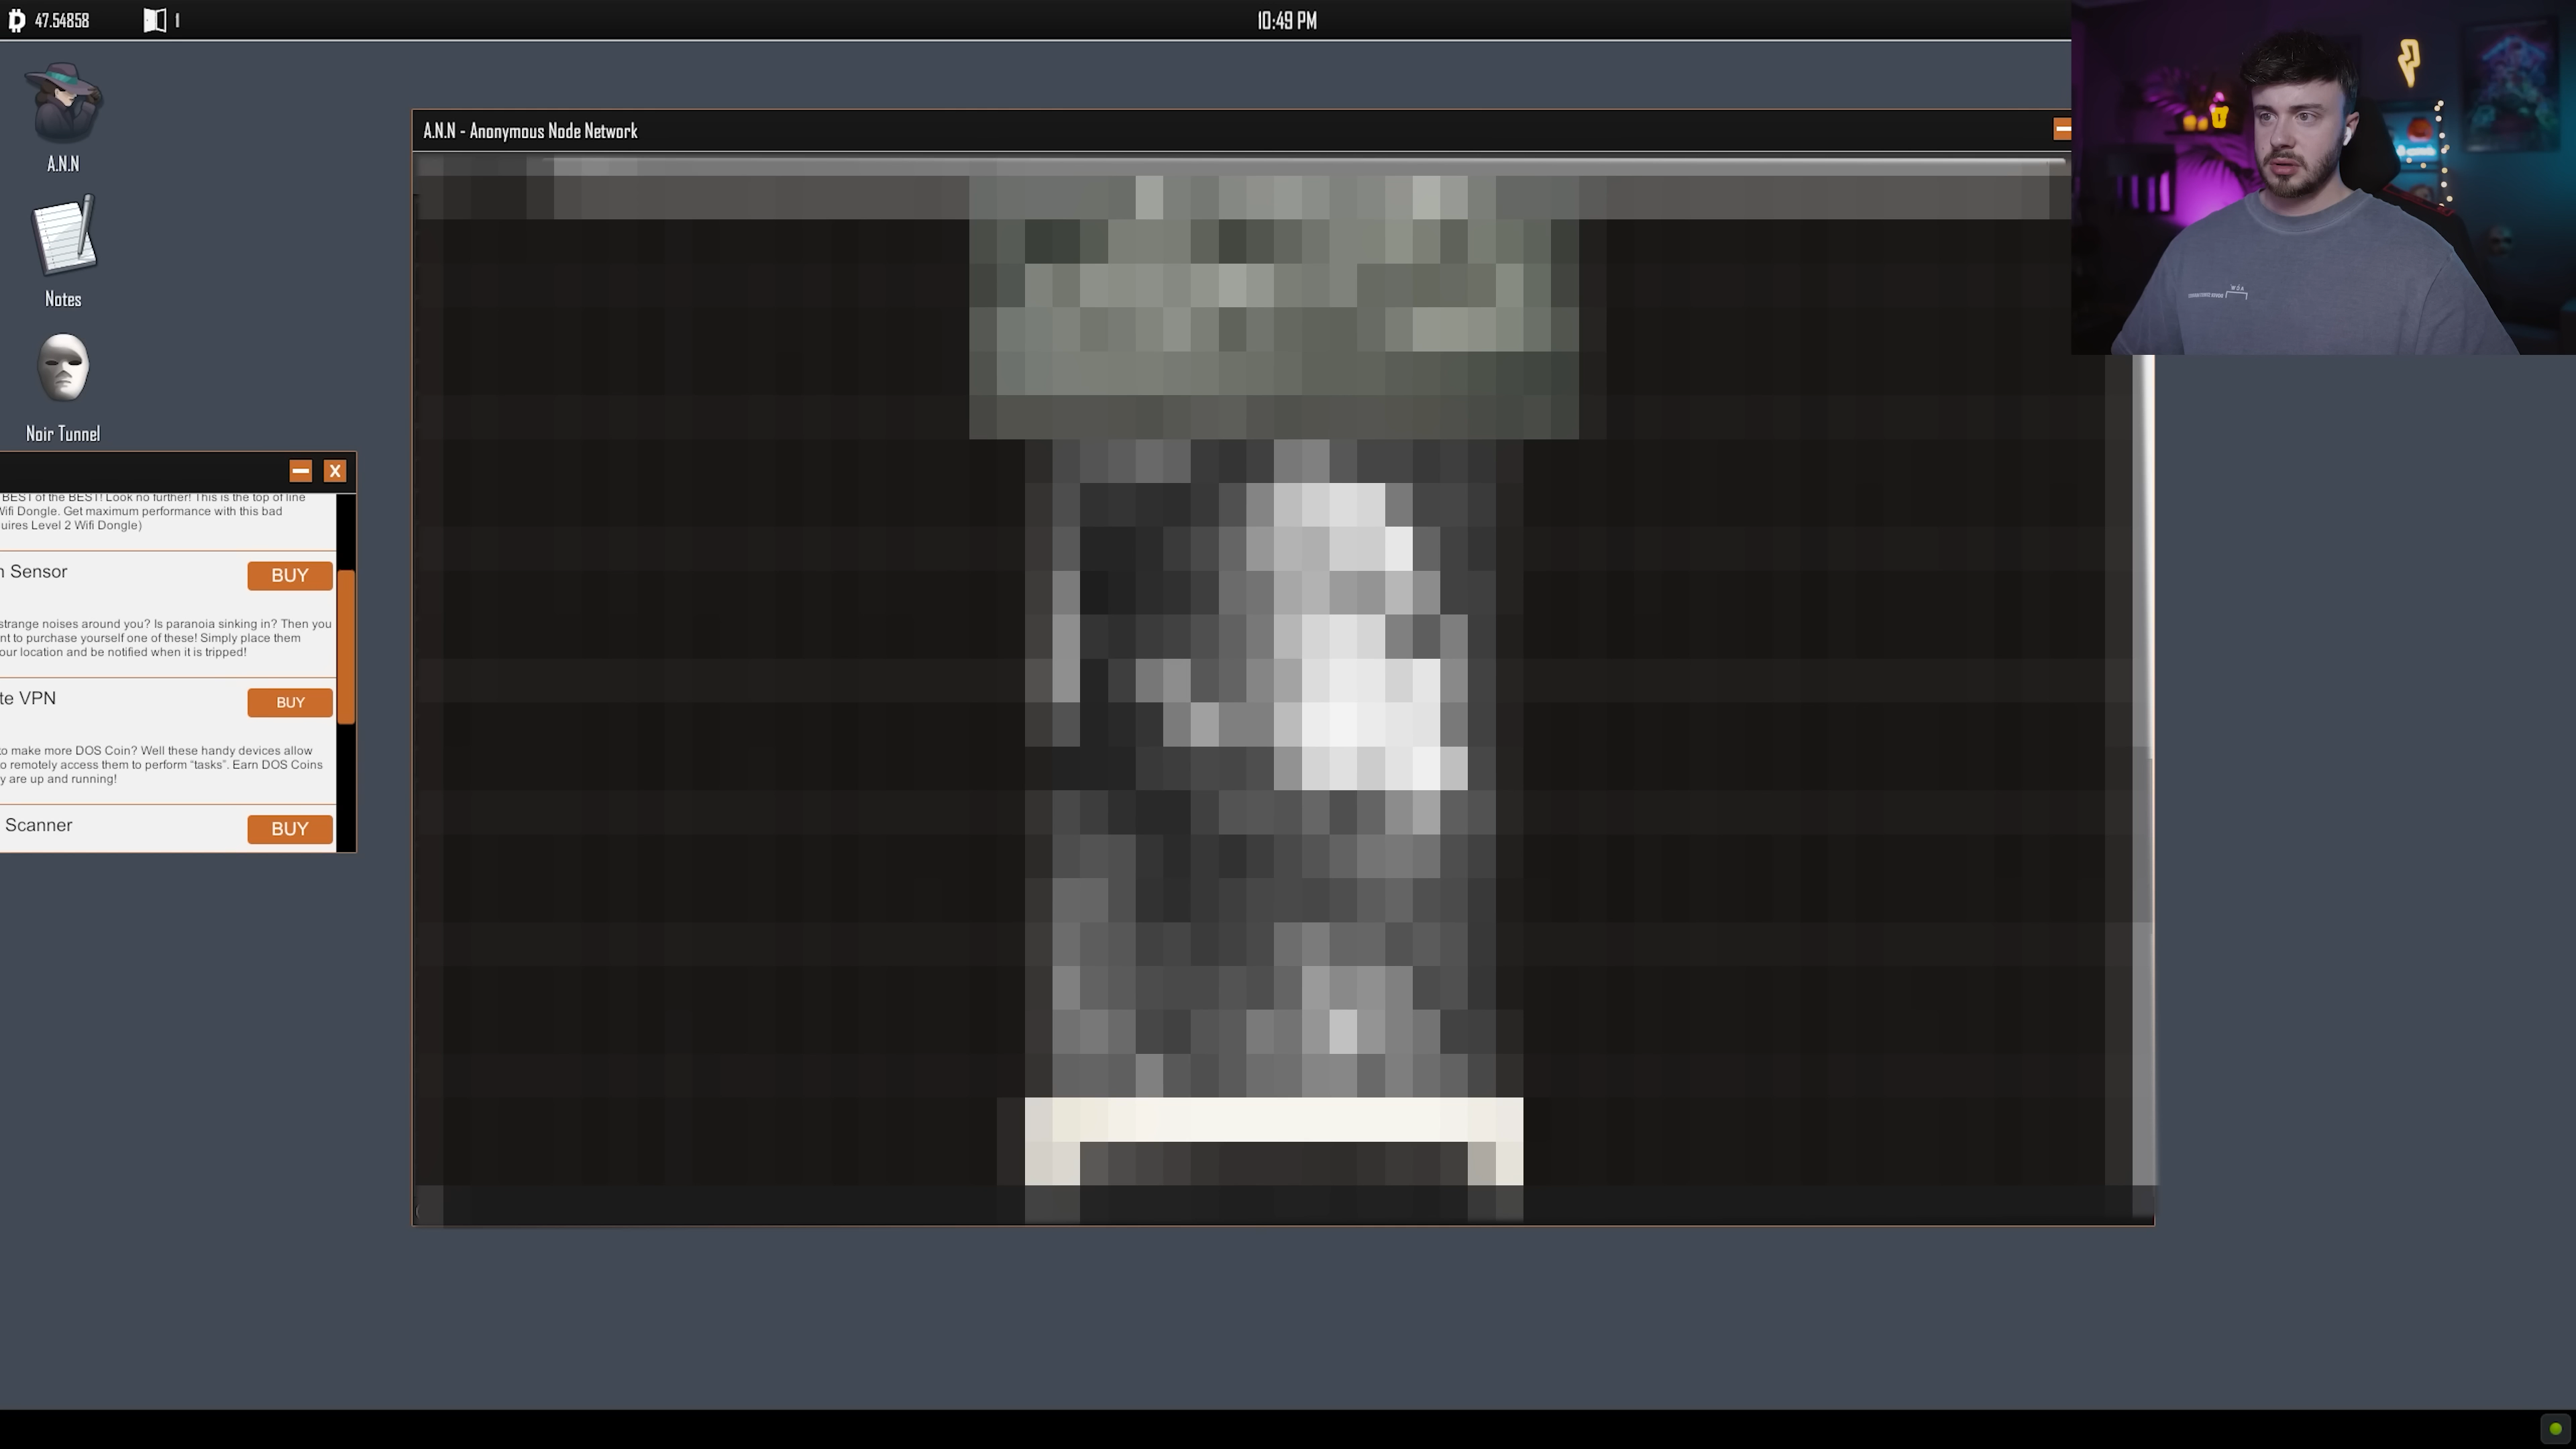 47.54858
1
10:49 PM
A.N.N - Anonymous Node Network
A.N.N
Notes
Noir Tunnel
X
BEST of the BEST! Look no further! This is the top of line
Wifi Dongle. Get maximum performance with this bad
uires Level 2 Wifi Dongle)
n Sensor
BUY
strange noises around you? Is paranoia sinking in? Then you
nt to purchase yourself one of these! Simply place them
our location and be notified when it is tripped!
te VPN
BUY
to make more DOS Coin? Well these handy devices allow
o remotely access them to perform "tasks". Earn DOS Coins
y are up and running!
Scanner
BUY